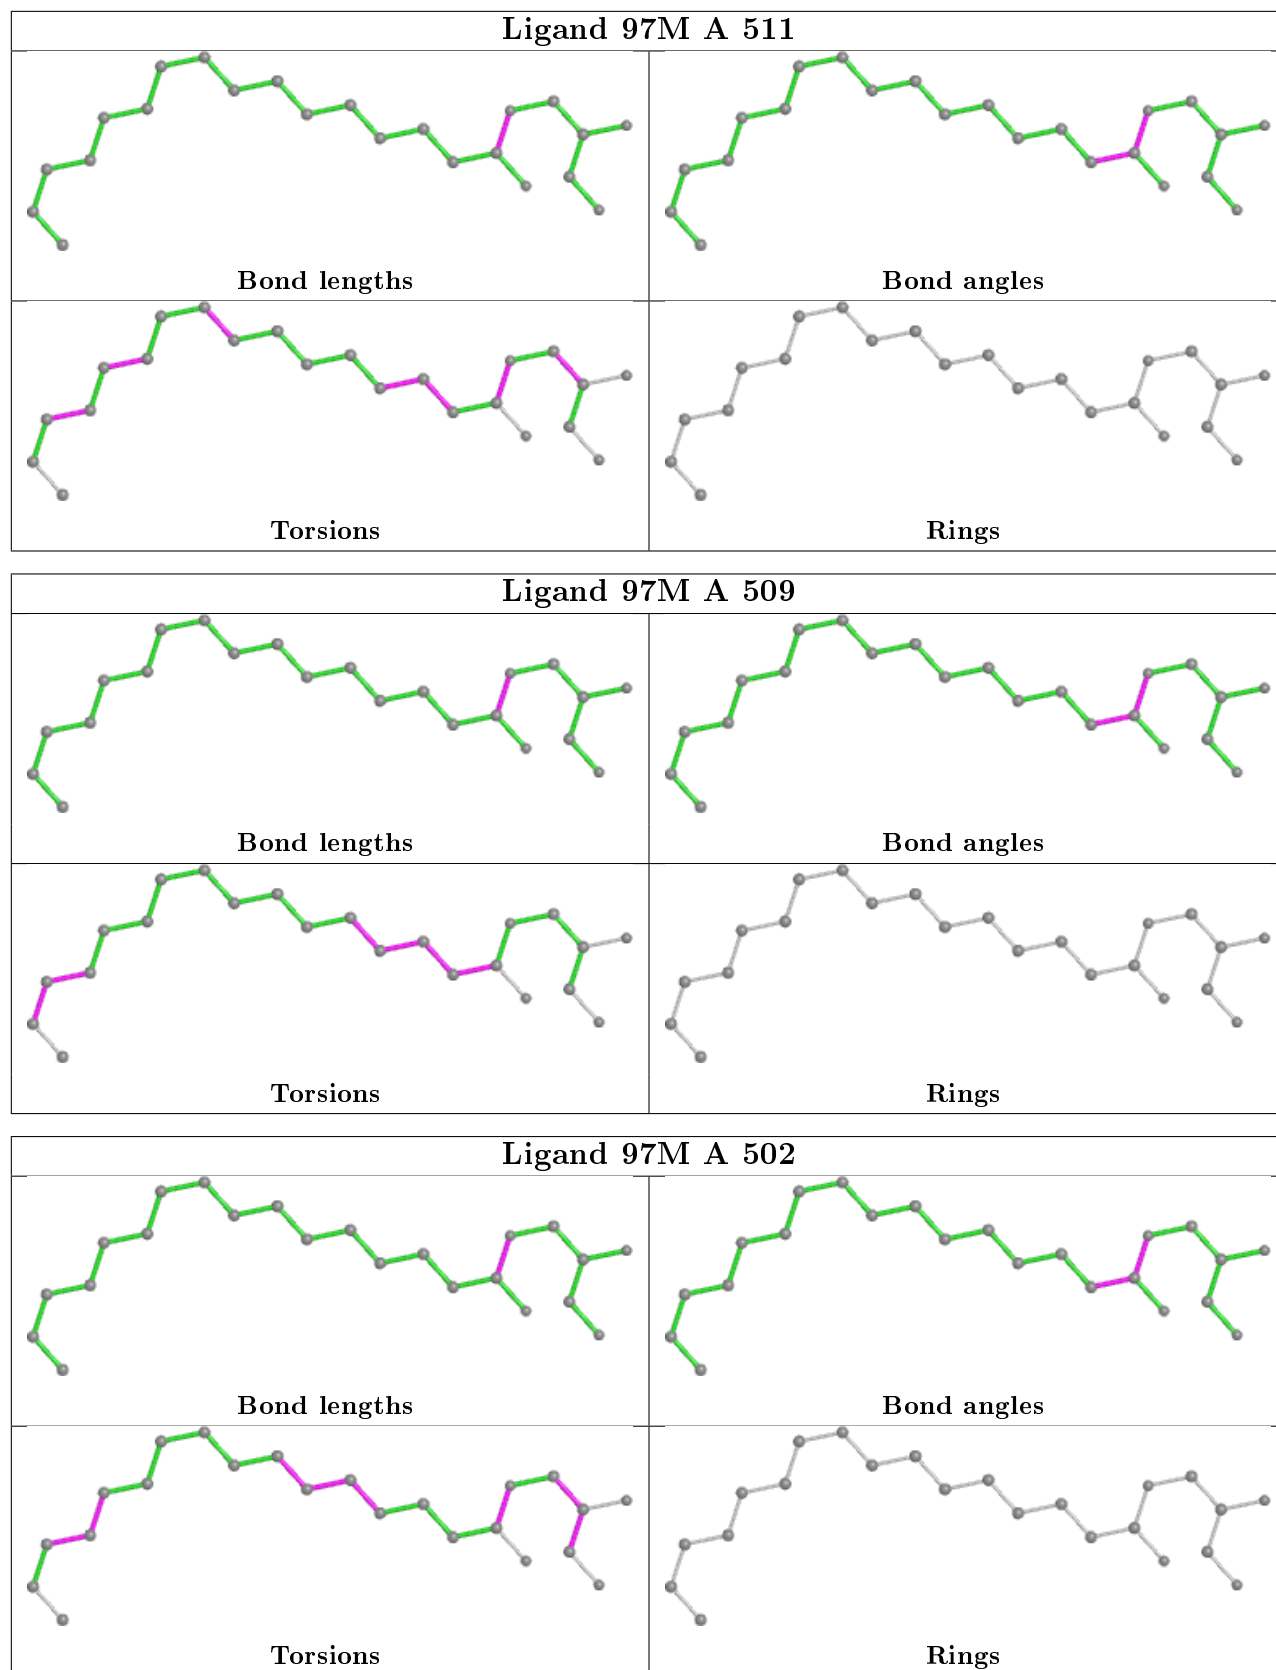 Ligand 97M A 511
Bond lengths
Bond angles
Torsions
Rings
Ligand 97M A 509
Bond lengths
Bond angles
Torsions
Rings
Ligand 97M A 502
Bond lengths
Bond angles
Torsions
Rings